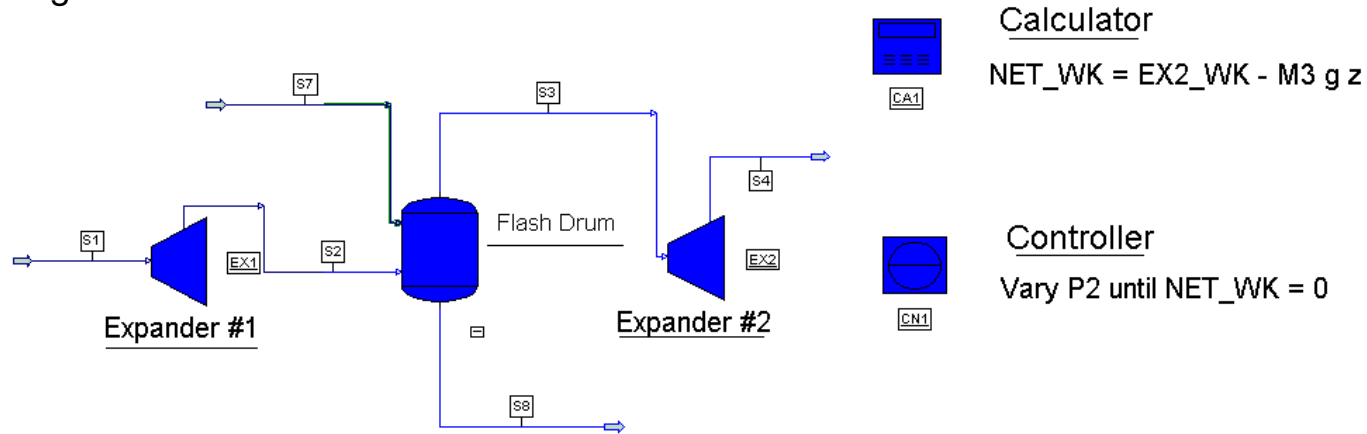 Calculator
NET_WK = EX2_WK - M3 g z
CA1
S7
S3
S4
S1
S2
EX1
Flash Drum
EX2
Expander #1
Expander #2
Controller
Vary P2 until NET_WK = 0
CN1
S8